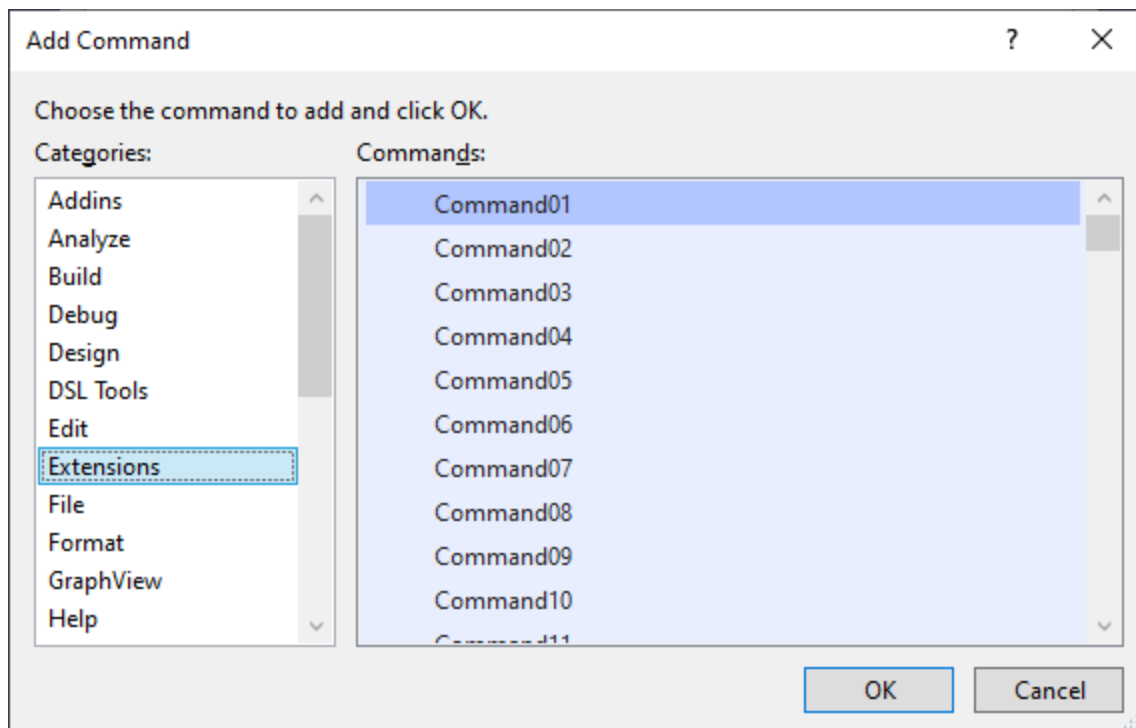 Add Command
?
Choose the command to add and click OK.
Categories:
Commands:
Addins
Analyze
Build
Debug
Design
DSL Tools
Edit
Extensions
File
Format
GraphView
Help
Command01
Command02
Command03
Command04
Command05
Command06
Command07
Command08
Command09
Command10
Command11
OK
Cancel